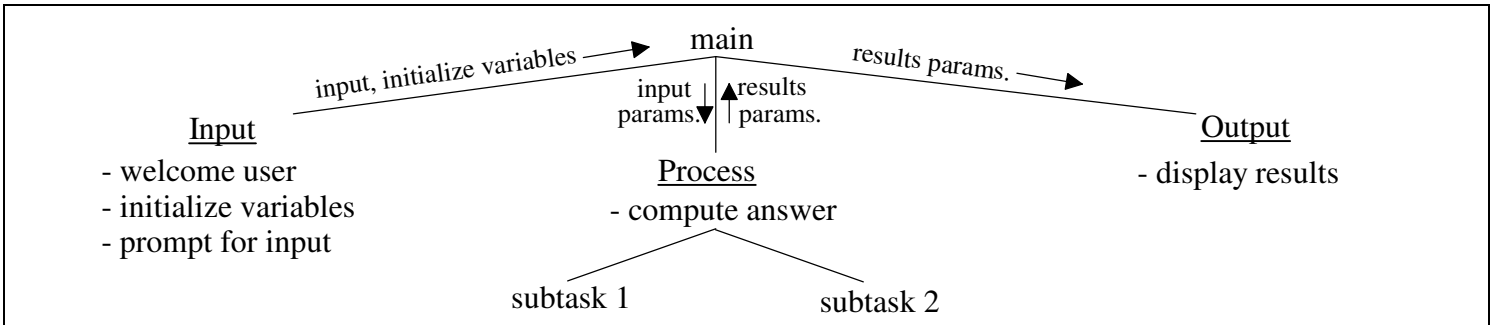 main
input, initialize variables
results params.
input
params.
results
params.
Input
- welcome user
- initialize variables
- prompt for input
Process
- compute answer
Output
- display results
subtask 1
subtask 2